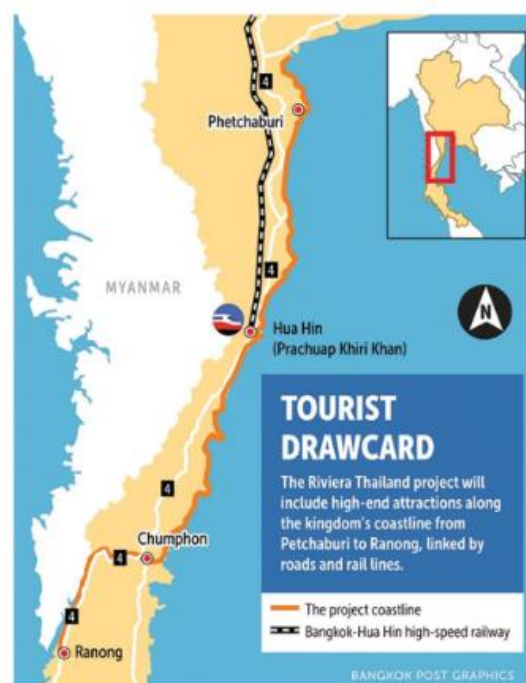 4
Phetchaburi
4
MYANMAR
N
Hua Hin
(Prachuap Khiri Khan)
TOURIST
DRAWCARD
The Riviera Thailand project will
include high-end attractions along
the kingdom's coastline from
Petchaburi to Ranong, linked by
roads and rail lines.
4
Chumphon
4
4
Ranong
The project coastline
Bangkok-Hua Hin high-speed railway
BANGKOK POST GRAPHICS